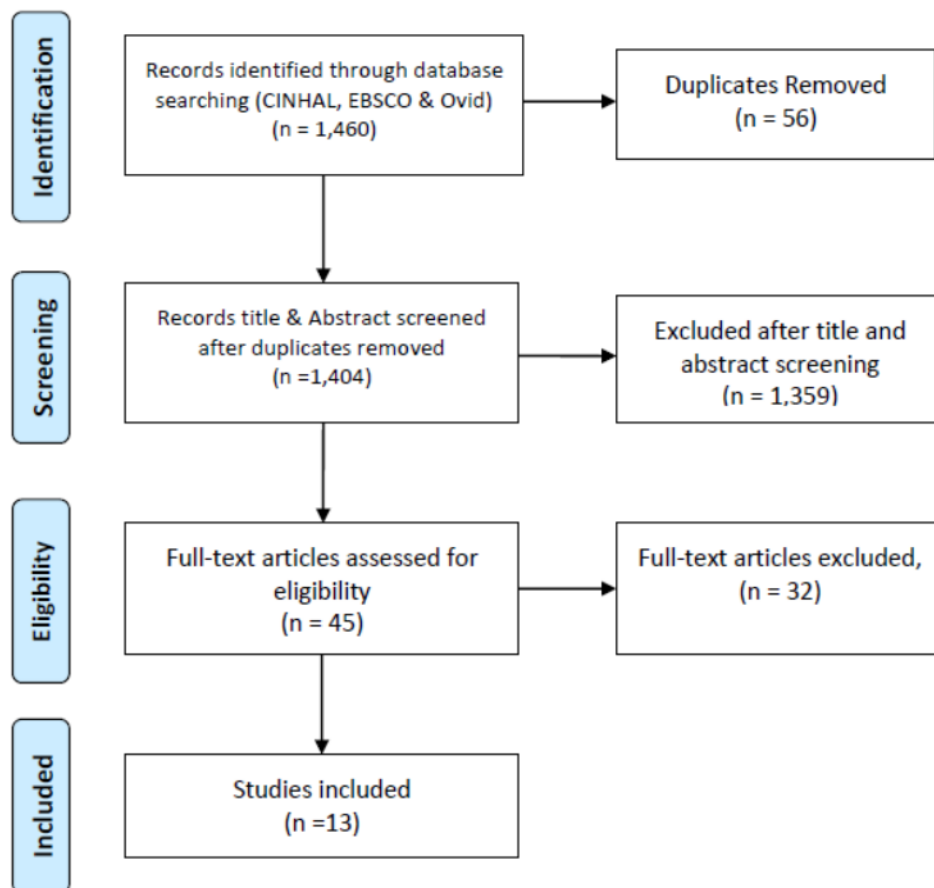 Identification
Records identified through database
searching (CINHAL, EBSCO & Ovid)
(n = 1,460)
Duplicates Removed
(n = 56)
Screening
Records title & Abstract screened
after duplicates removed
(n =1,404)
Excluded after title and
abstract screening
(n = 1,359)
Eligibility
Full-text articles assessed for
eligibility
(n = 45)
Full-text articles excluded,
(n = 32)
Included
Studies included
(n =13)